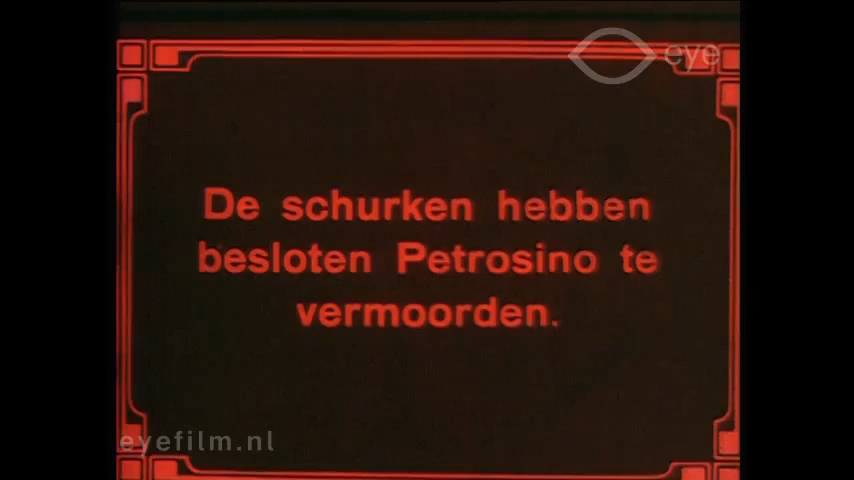 eye
De schurken hebben
besloten Petrosino te
vermoorden.
eyefilm.nl